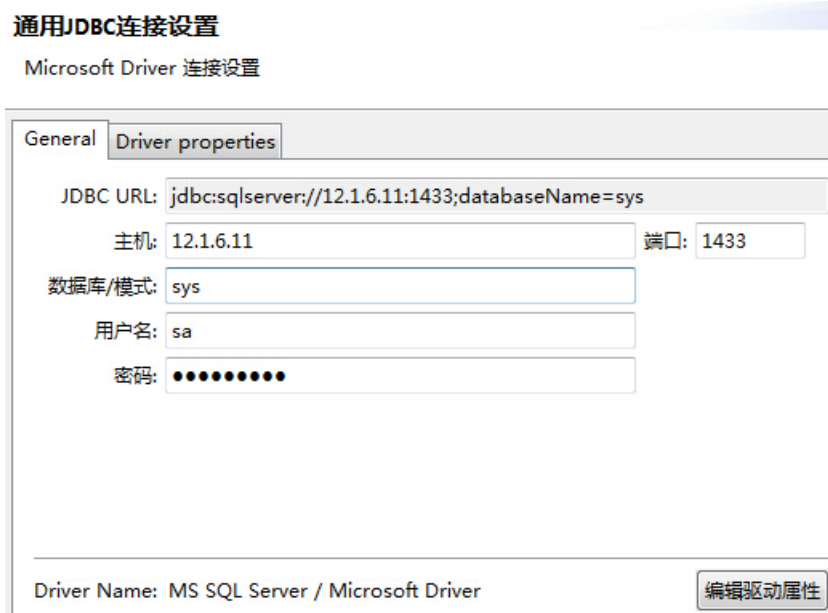 通用JDBC连接设置
Microsoft Driver 连接设置
General Driver properties
JDBC URL: jdbc:sqlserver://12.1.6.11:1433;databaseName=sys
主机: 12.1.6.11 端口: 1433
数据库/模式: sys
用户名: sa
密码: ●●●●●●●●●
Driver Name: MS SQL Server / Microsoft Driver 编辑驱动属性